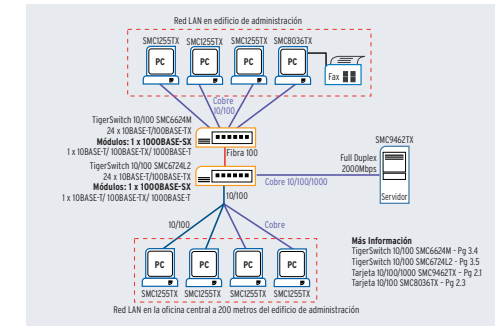 Red LAN en edificio de administración
SMC1255TX SMC1255TX SMC1255TX SMC8036TX
PC PC PC PC
Fax
Cobre
10/100
TigerSwitch 10/100 SMC6624M
24 x 10BASE-T/100BASE-TX
Módulos: 1 x 1000BASE-SX
1 x 10BASE-T/ 100BASE-TX/ 1000BASE-T
Fibra 100
SMC9462TX
TigerSwitch 10/100 SMC6724L2
24 x 10BASE-T/100BASE-TX
Módulos: 1 x 1000BASE-SX
1 x 10BASE-T/ 100BASE-TX/ 1000BASE-T
Full Duplex
2000Mbps
Cobre 10/100/1000
Servidor
10/100
10/100
Cobre
PC PC PC PC
SMC1255TX SMC1255TX SMC1255TX SMC1255TX
Red LAN en la oficina central a 200 metros del edificio de administración
Más Información
TigerSwitch 10/100 SMC6624M - Pg 3.4
TigerSwitch 10/100 SMC6724L2 - Pg 3.5
Tarjeta 10/100/1000 SMC9462TX - Pg 2.1
Tarjeta 10/100 SMC8036TX - Pg 2.3